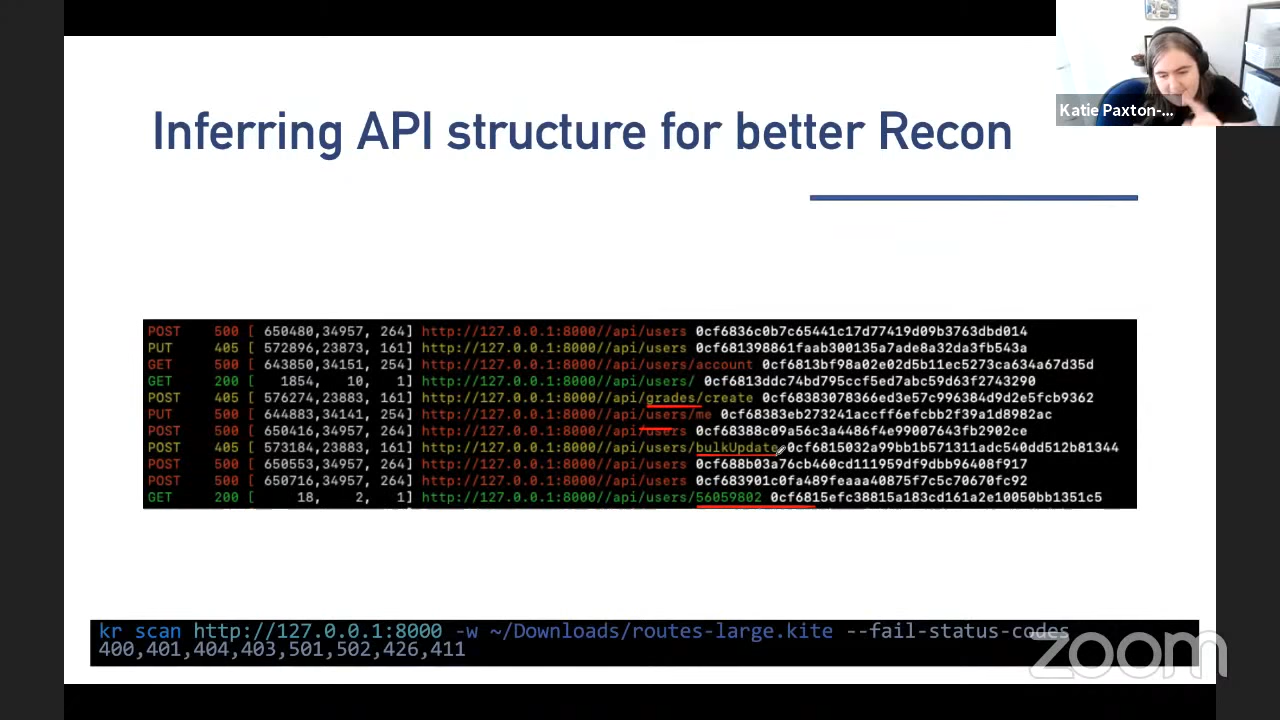 Katie Paxton-...
Inferring API structure for better Recon
POST 500 [ 650480,34957, 264] http://127.0.0.1:8000//api/users 0cf6836c0b7c65441c17d77419d09b3763dbd014
PUT 405 [ 572896,23873, 161] http://127.0.0.1:8000//api/users 0cf681398861faab300135a7ade8a32da3fb543a
GET 500 [ 643850,34151, 254] http://127.0.0.1:8000//api/users/account 0cf6813bf98a02e02d5b11ec5273ca634a67d35d
GET 200 [ 1854, 10, 1] http://127.0.0.1:8000//api/users/ 0cf6813ddc74bd795ccf5ed7abc59d63f2743290
POST 405 [ 576274,23883, 161] http://127.0.0.1:8000//api/grades/create 0cf68383078366ed3e57c996384d9d2e5fcb9362
PUT 500 [ 644883,34141, 254] http://127.0.0.1:8000//api/users/me 0cf68383eb273241accff6efcbb2f39a1d8982ac
POST 500 [ 650416,34957, 264] http://127.0.0.1:8000//api/users 0cf68388c09a56c3a4486f4e99007643fb2902ce
POST 405 [ 573184,23883, 161] http://127.0.0.1:8000//api/users/bulkUpdate 0cf6815032a99bb1b571311adc540dd512b81344
POST 500 [ 650553,34957, 264] http://127.0.0.1:8000//api/users 0cf688b03a76cb460cd111959df9dbb96408f917
POST 500 [ 650716,34957, 264] http://127.0.0.1:8000//api/users 0cf683901c0fa489feaaa40875f7c5c70670fc92
GET 200 [ 18, 2, 1] http://127.0.0.1:8000//api/users/56059802 0cf6815efc38815a183cd161a2e10050bb1351c5
kr scan http://127.0.0.1:8000 -w ~/Downloads/routes-large.kite --fail-status-codes
400,401,404,403,501,502,426,411
zoom